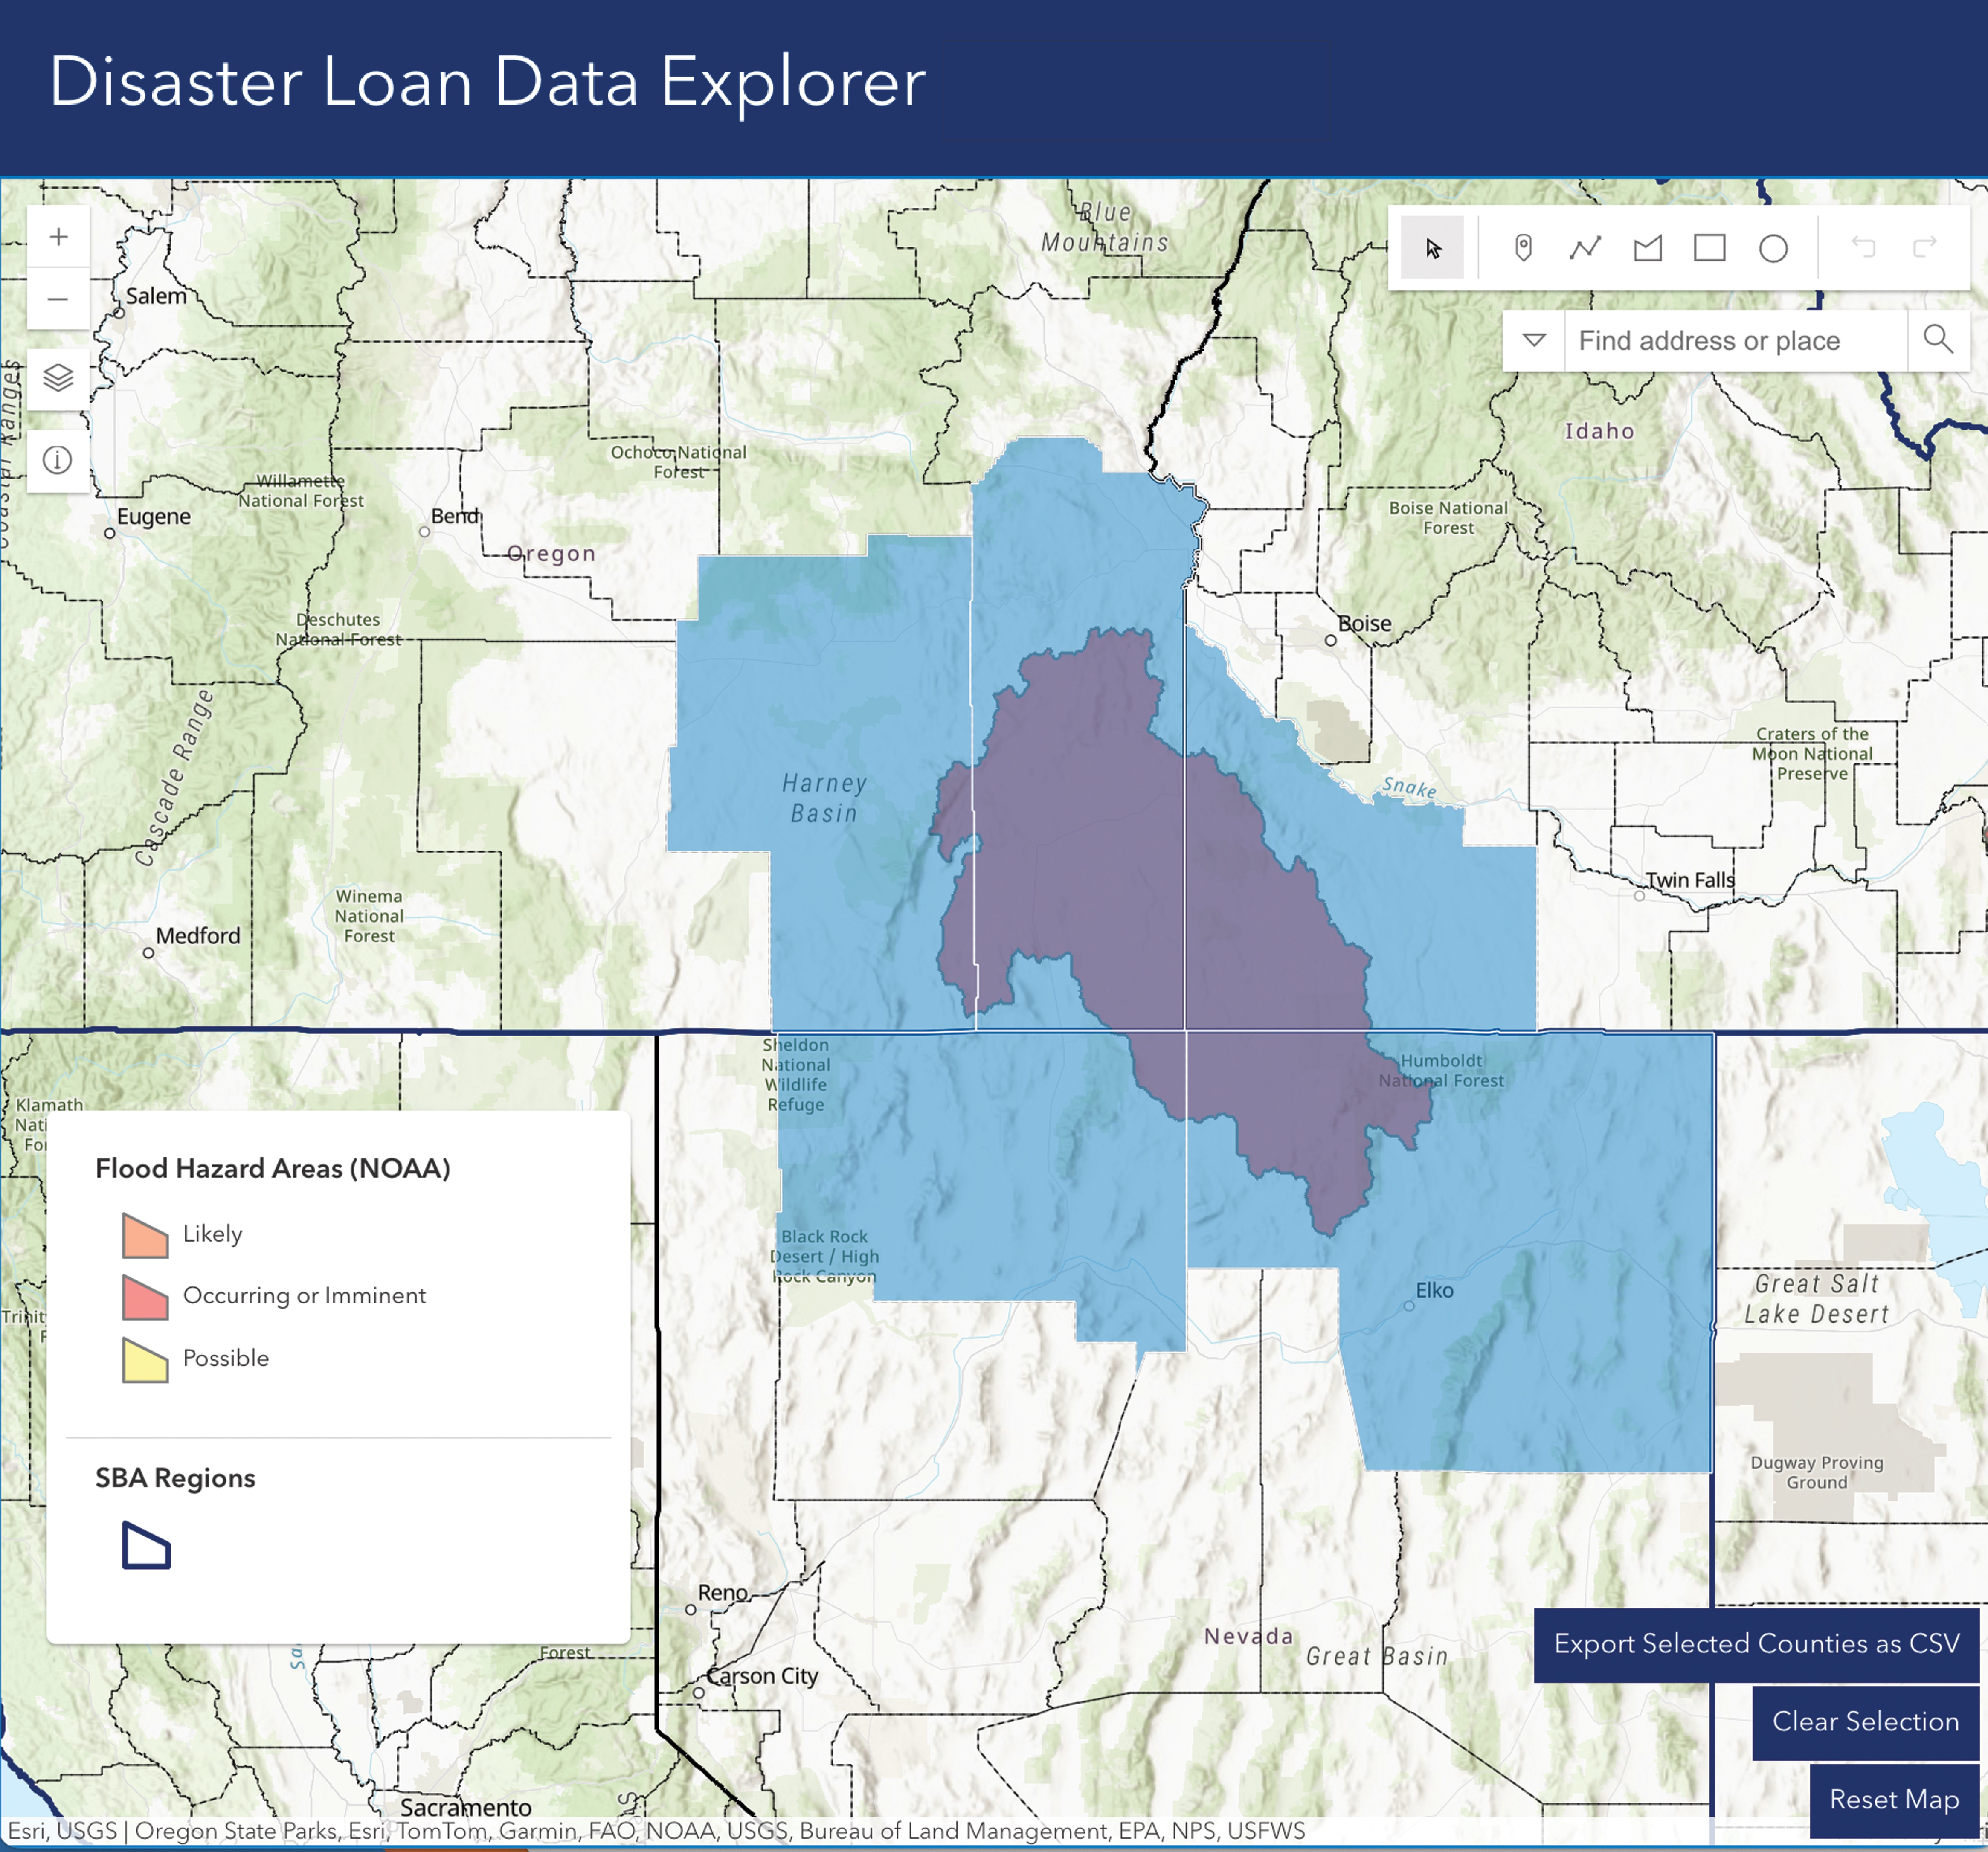 Disaster Loan Data Explorer
Blue
Mountains
Salem
Find address or place
Idaho
Ochoco National
Forest
Willamette
National Forest
Boise National
Forest
Eugene
Bend
Oregon
Deschutes
National Forest
Boise
Cascade Range
Craters of the
Moon National
Preserve
Harney
Basin
Snake
Twin Falls
Winema
National
Forest
Medford
Sheldon
National
Wildlife
Refuge
Humboldt
National Forest
Klamath
Black Rock
Desert / High
Rock Canyon
Elko
Great Salt
Lake Desert
Flood Hazard Areas (NOAA)
Likely
Occurring or Imminent
Possible
SBA Regions
Dugway Proving
Ground
Reno
Nevada
Great Basin
Forest
Carson City
Export Selected Counties as CSV
Clear Selection
Reset Map
Sacramento
Esri, USGS | Oregon State Parks, Esri, TomTom, Garmin, FAO, NOAA, USGS, Bureau of Land Management, EPA, NPS, USFWS